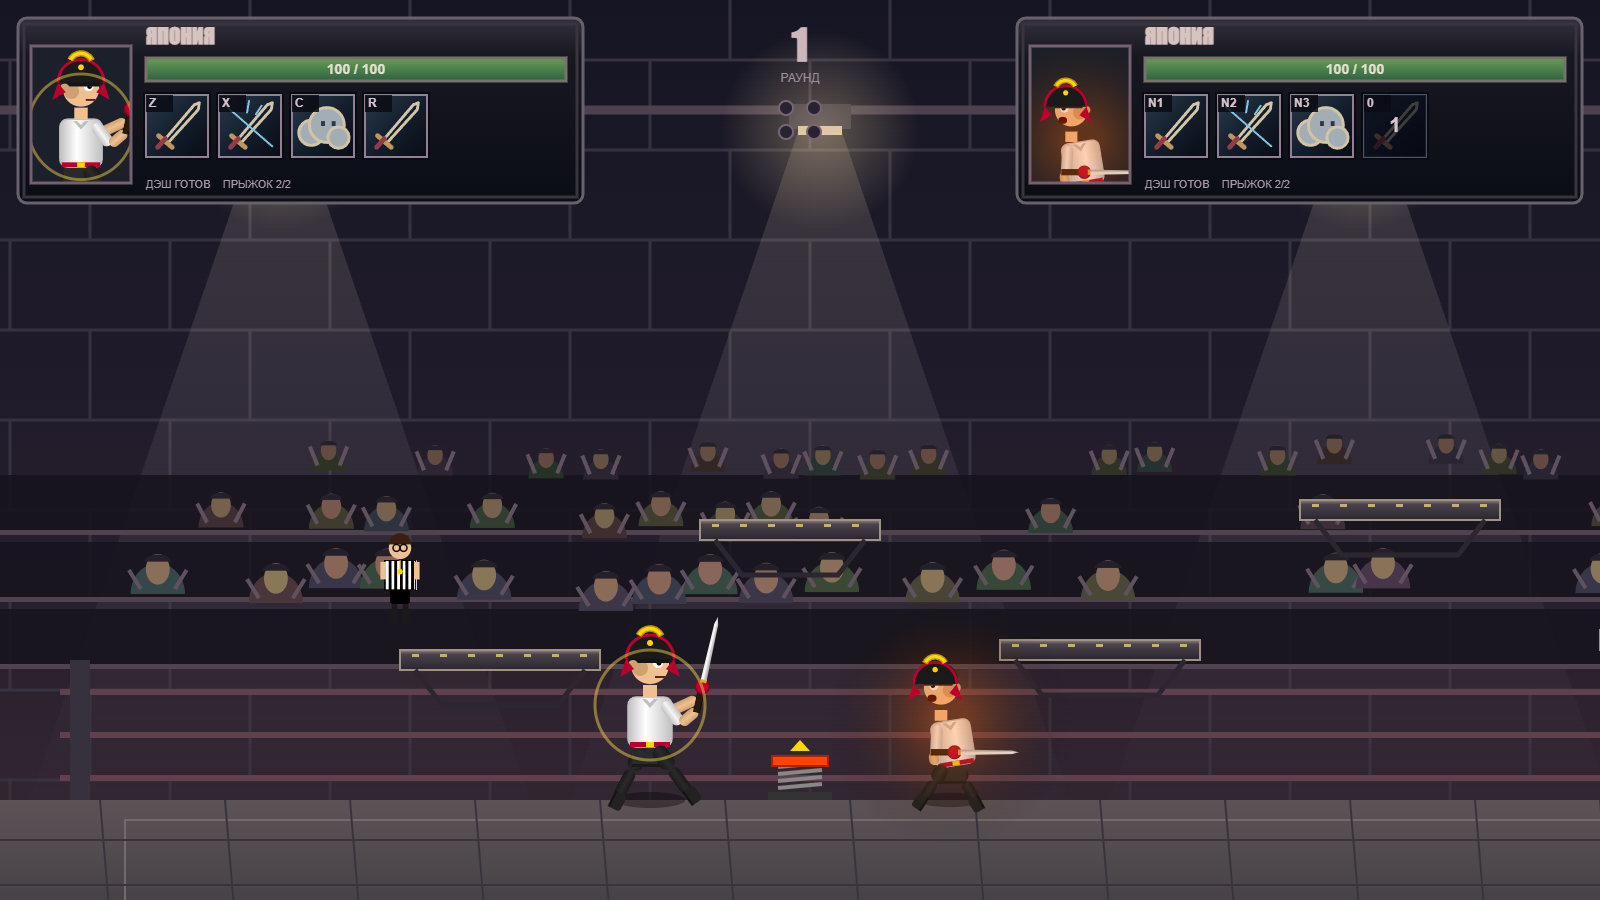 ЯПОНИЯ
100 / 100
Z X C R
ДЭШ ГОТОВ ПРЫЖОК 2/2
1
РАУНД
ЯПОНИЯ
100 / 100
N1 N2 N3 0
1
ДЭШ ГОТОВ ПРЫЖОК 2/2